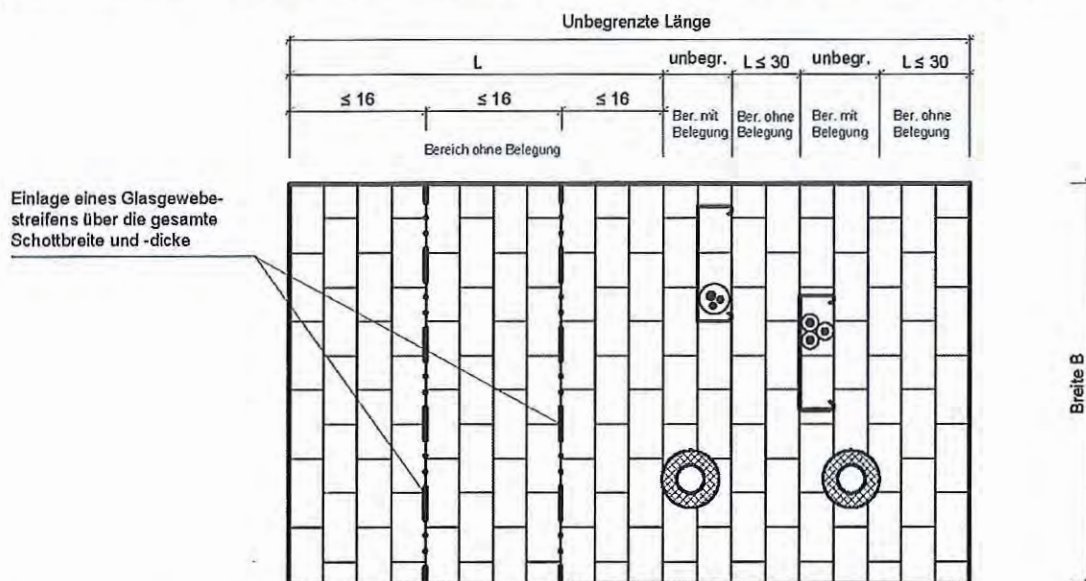 Unbegrenzte Länge
L
unbegr.
L ≤ 30
unbegr.
L ≤ 30
≤ 16
≤ 16
≤ 16
Ber. mit
Belegung
Ber. ohne
Belegung
Ber. mit
Belegung
Ber. ohne
Belegung
Bereich ohne Belegung
Einlage eines Glasgewebe-
streifens über die gesamte
Schottbreite und -dicke
Breite B